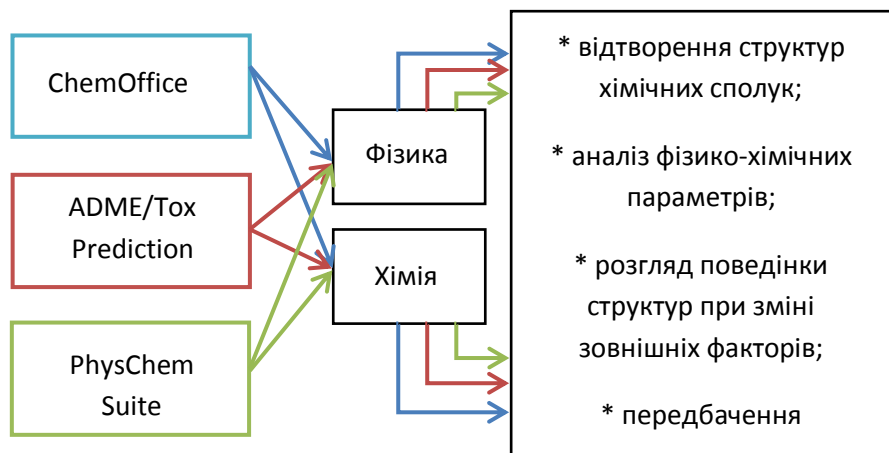 ChemOffice
ADME/Tox
Prediction
PhysChem
Suite
Фізика
Хімія
* відтворення структур
хімічних сполук;
* аналіз фізико-хімічних
параметрів;
* розгляд поведінки
структур при зміні
зовнішніх факторів;
* передбачення